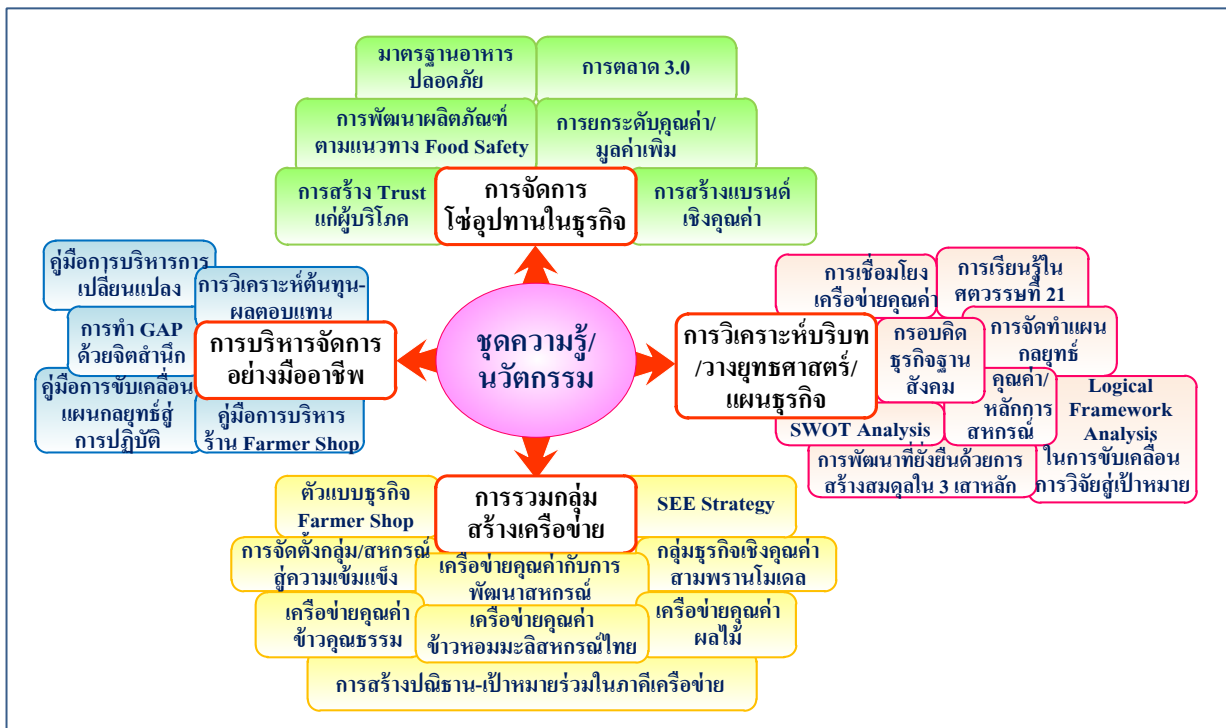 มาตรฐานอาหาร
ปลอดภัย
การตลาด 3.0
การพัฒนาผลิตภัณฑ์
ตามแนวทาง Food Safety
การยกระดับคุณค่า/
มูลค่าเพิ่ม
การสร้าง Trust
แก่ผู้บริโภค
การจัดการ
โซ่อุปทานในธุรกิจ
การสร้างแบรนด์
เชิงคุณค่า
คู่มือการบริหารการ
เปลี่ยนแปลง
การวิเคราะห์ต้นทุน-
ผลตอบแทน
การทำ GAP
ด้วยจิตสำนึก
การบริหารจัดการ
อย่างมืออาชีพ
คู่มือการขับเคลื่อน
แผนกลยุทธ์สู่
การปฏิบัติ
คู่มือการบริหาร
ร้าน Farmer Shop
ชุดความรู้/
นวัตกรรม
การเชื่อมโยง
เครือข่ายคุณค่า
การเรียนรู้ใน
ศตวรรษที่ 21
การวิเคราะห์บริบท
/วางยุทธศาสตร์/
แผนธุรกิจ
กรอบคิด
ธุรกิจฐาน
สังคม
การจัดทำแผน
กลยุทธ์
คุณค่า/
หลักการ
สหกรณ์
SWOT Analysis
Logical
Framework
Analysis
ในการขับเคลื่อน
การวิจัยสู่เป้าหมาย
การพัฒนาที่ยั่งยืนด้วยการ
สร้างสมดุลใน 3 เสาหลัก
ตัวแบบธุรกิจ
Farmer Shop
การรวมกลุ่ม
สร้างเครือข่าย
SEE Strategy
การจัดตั้งกลุ่ม/สหกรณ์
สู่ความเข้มแข็ง
เครือข่ายคุณค่ากับการ
พัฒนาสหกรณ์
กลุ่มธุรกิจเชิงคุณค่า
สามพรานโมเดล
เครือข่ายคุณค่า
ข้าวคุณธรรม
เครือข่ายคุณค่า
ข้าวหอมมะลิสหกรณ์ไทย
เครือข่ายคุณค่า
ผลไม้
การสร้างปณิธาน-เป้าหมายร่วมในภาคีเครือข่าย